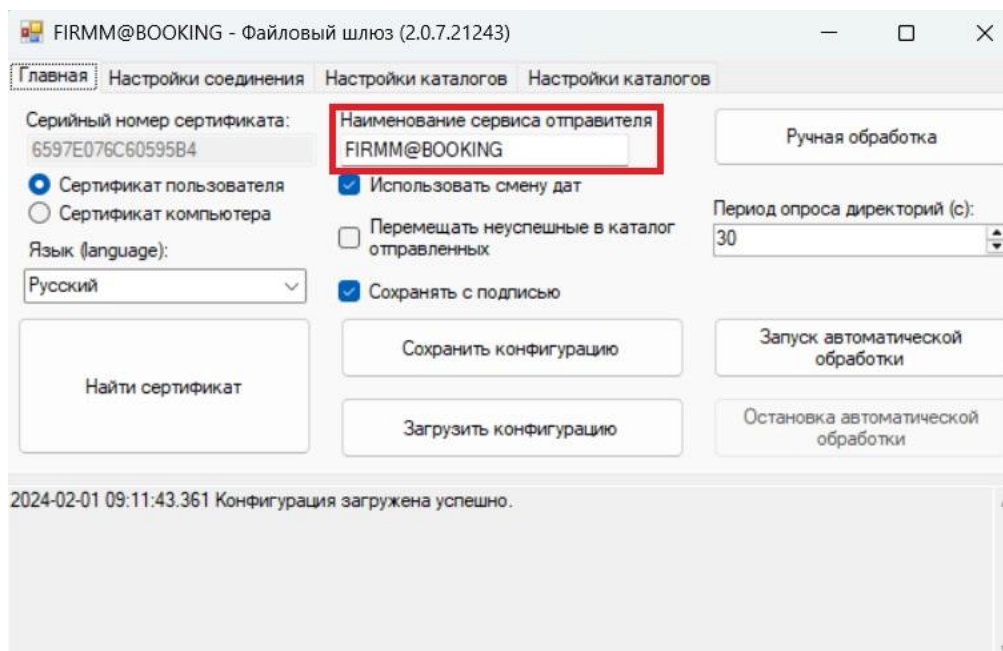 FIRMM@BOOKING - Файловый шлюз (2.0.7.21243)
Главная
Настройки соединения
Настройки каталогов
Настройки каталогов
Серийный номер сертификата:
6597E076C60595B4
Сертификат пользователя
Сертификат компьютера
Язык (language):
Русский
Найти сертификат
Наименование сервиса отправителя
FIRMM@BOOKING
Использовать смену дат
Перемещать неуспешные в каталог
отправленных
Сохранять с подписью
Сохранить конфигурацию
Загрузить конфигурацию
Ручная обработка
Период опроса директорий (с):
30
Запуск автоматической
обработки
Остановка автоматической
обработки
2024-02-01 09:11:43.361 Конфигурация загружена успешно.